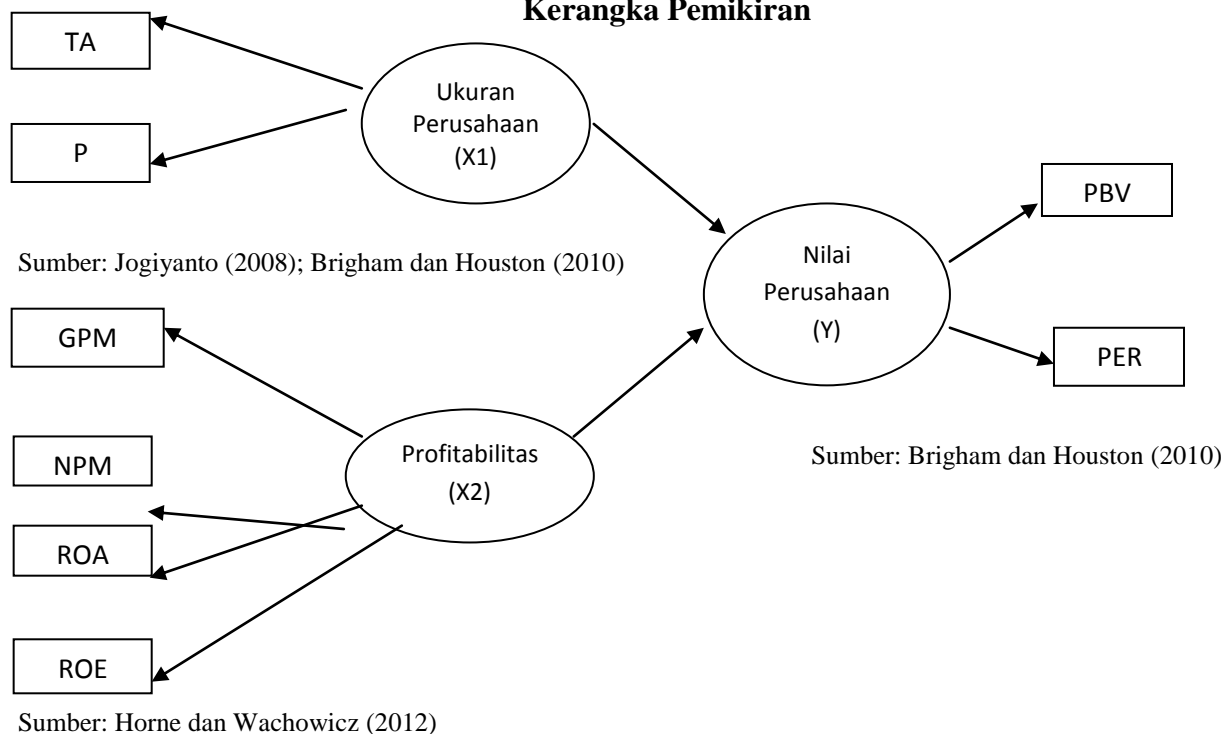 Kerangka Pemikiran
TA
P
Ukuran
Perusahaan
(X1)
Sumber: Jogiyanto (2008); Brigham dan Houston (2010)
GPM
NPM
ROA
ROE
Profitabilitas
(X2)
Sumber: Horne dan Wachowicz (2012)
Nilai
Perusahaan
(Y)
PBV
PER
Sumber: Brigham dan Houston (2010)